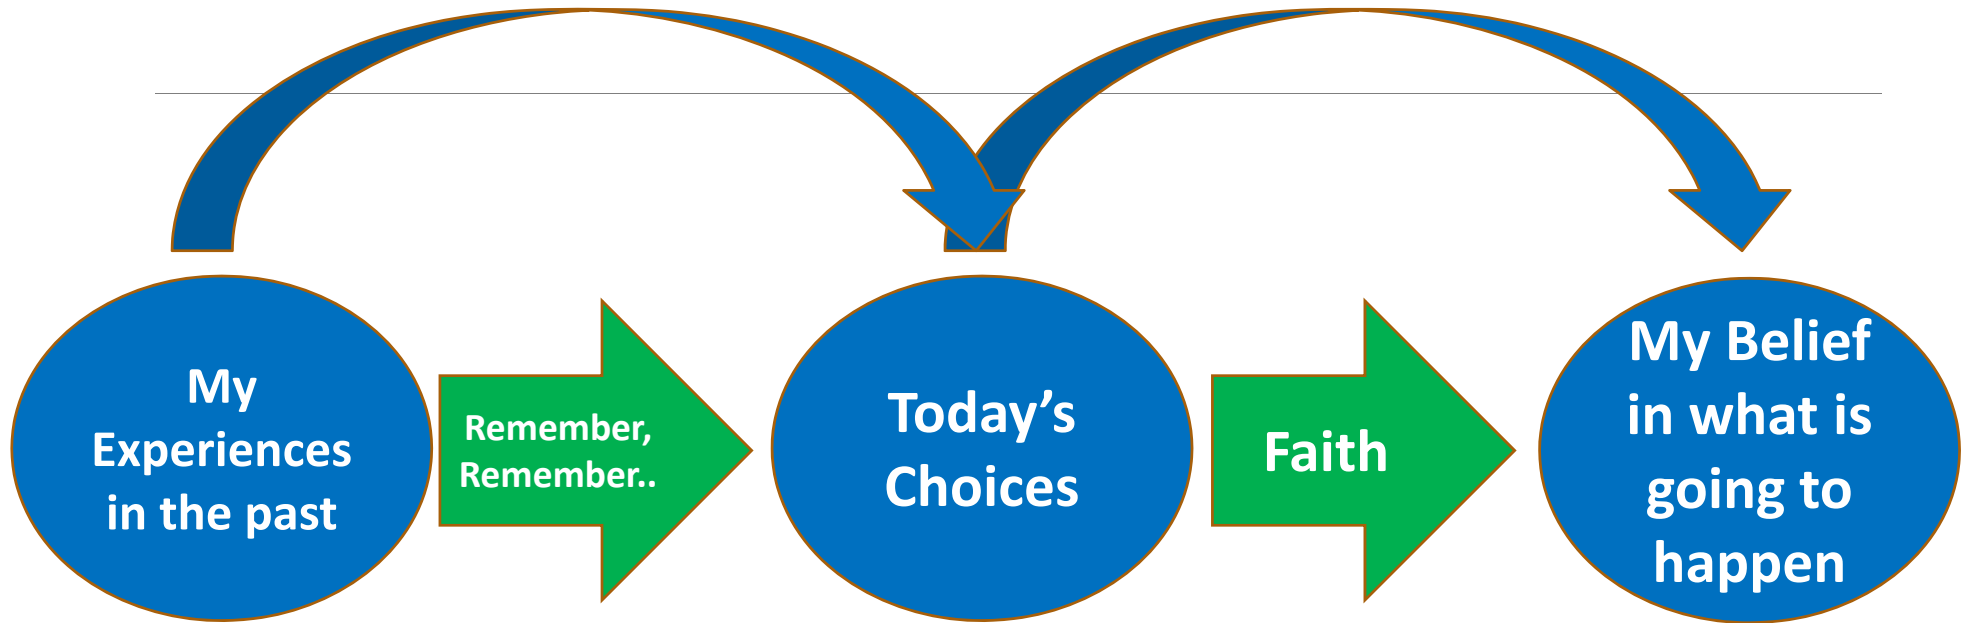 My
Experiences
in the past
Remember,
Remember..
Today’s
Choices
Faith
My Belief
in what is
going to
happen